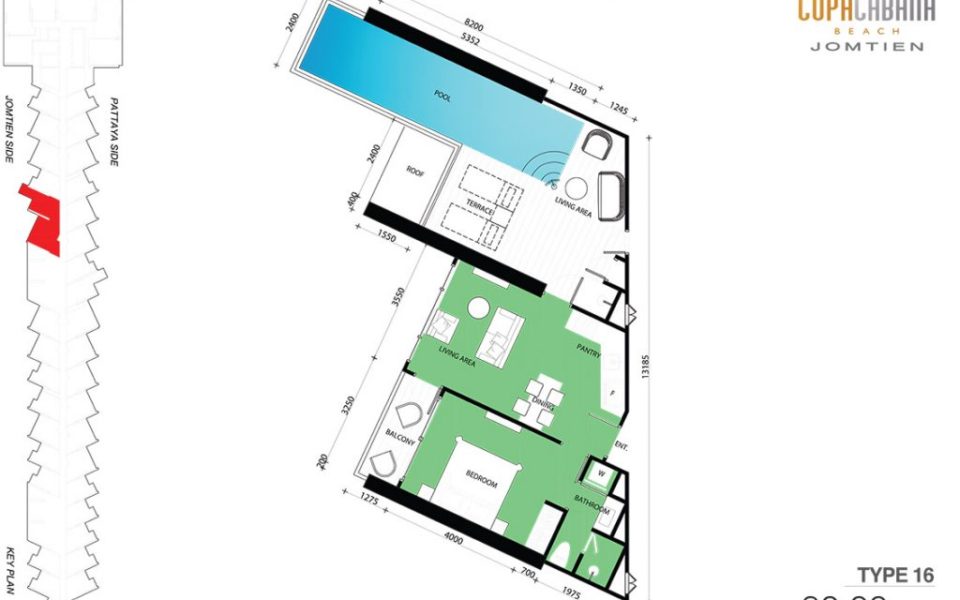 COPACABANA
BEACH
JOMTIEN
JOMTIEN SIDE
PATTAYA SIDE
KEY PLAN
2400
8200
5352
1350
1245
POOL
2400
ROOF
400
TERRACE
LIVING AREA
1550
3550
13185
LIVING AREA
PANTRY
F
DINING
3250
BALCONY
ENT.
W
BEDROOM
BATHROOM
200
1275
4000
700
1975
TYPE 16